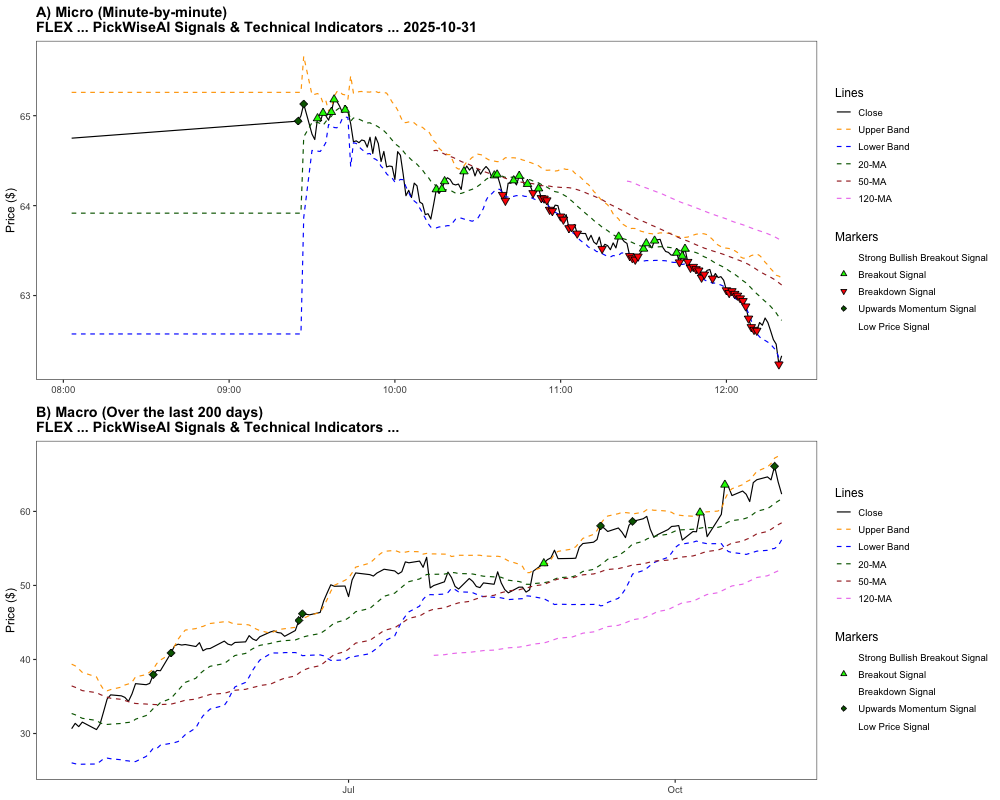 A) Micro (Minute-by-minute)
FLEX ... PickWiseAI Signals & Technical Indicators ... 2025-10-31
Price ($)
65
64
63
08:00
09:00
10:00
11:00
12:00
Lines
Close
Upper Band
Lower Band
20-MA
50-MA
120-MA
Markers
Strong Bullish Breakout Signal
Breakout Signal
Breakdown Signal
Upwards Momentum Signal
Low Price Signal
B) Macro (Over the last 200 days)
FLEX ... PickWiseAI Signals & Technical Indicators ...
Price ($)
60
50
40
30
Jul
Oct
Lines
Close
Upper Band
Lower Band
20-MA
50-MA
120-MA
Markers
Strong Bullish Breakout Signal
Breakout Signal
Breakdown Signal
Upwards Momentum Signal
Low Price Signal